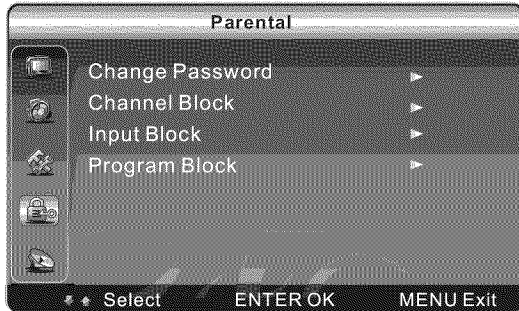 Parental
Change Password
Channel Block
Input Block
Program Block
Select ENTER OK MENU Exit